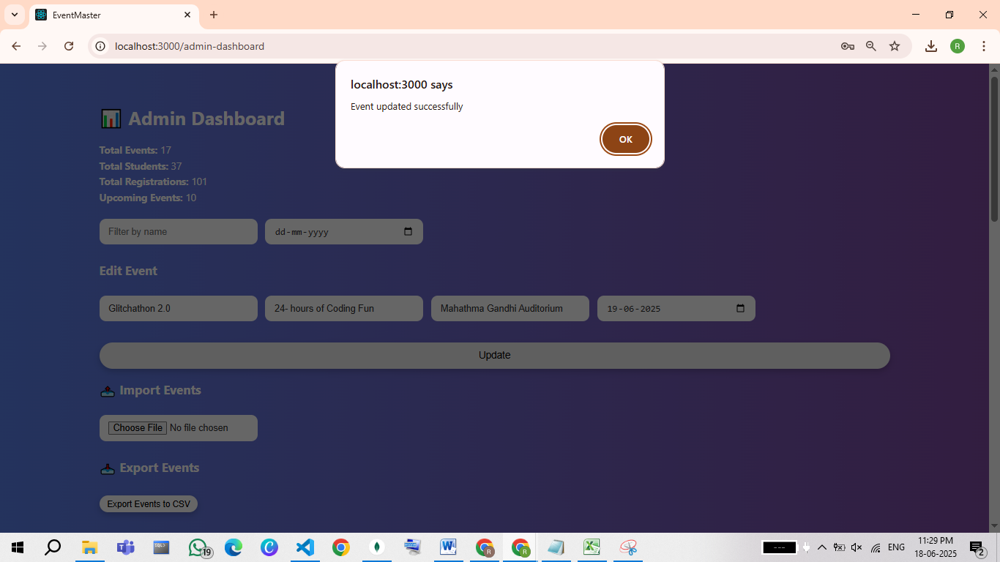 EventMaster
localhost:3000/admin-dashboard
R
localhost:3000 says
Event updated successfully
OK
Admin Dashboard
Total Events: 17
Total Students: 37
Total Registrations: 101
Upcoming Events: 10
Filter by name
dd-mm-yyyy
Edit Event
Glitchathon 2.0
24- hours of Coding Fun
Mahathma Gandhi Auditorium
19-06-2025
Update
Import Events
Choose File No file chosen
Export Events
Export Events to CSV
19
R
R
---
ENG
11:29 PM
18-06-2025
2